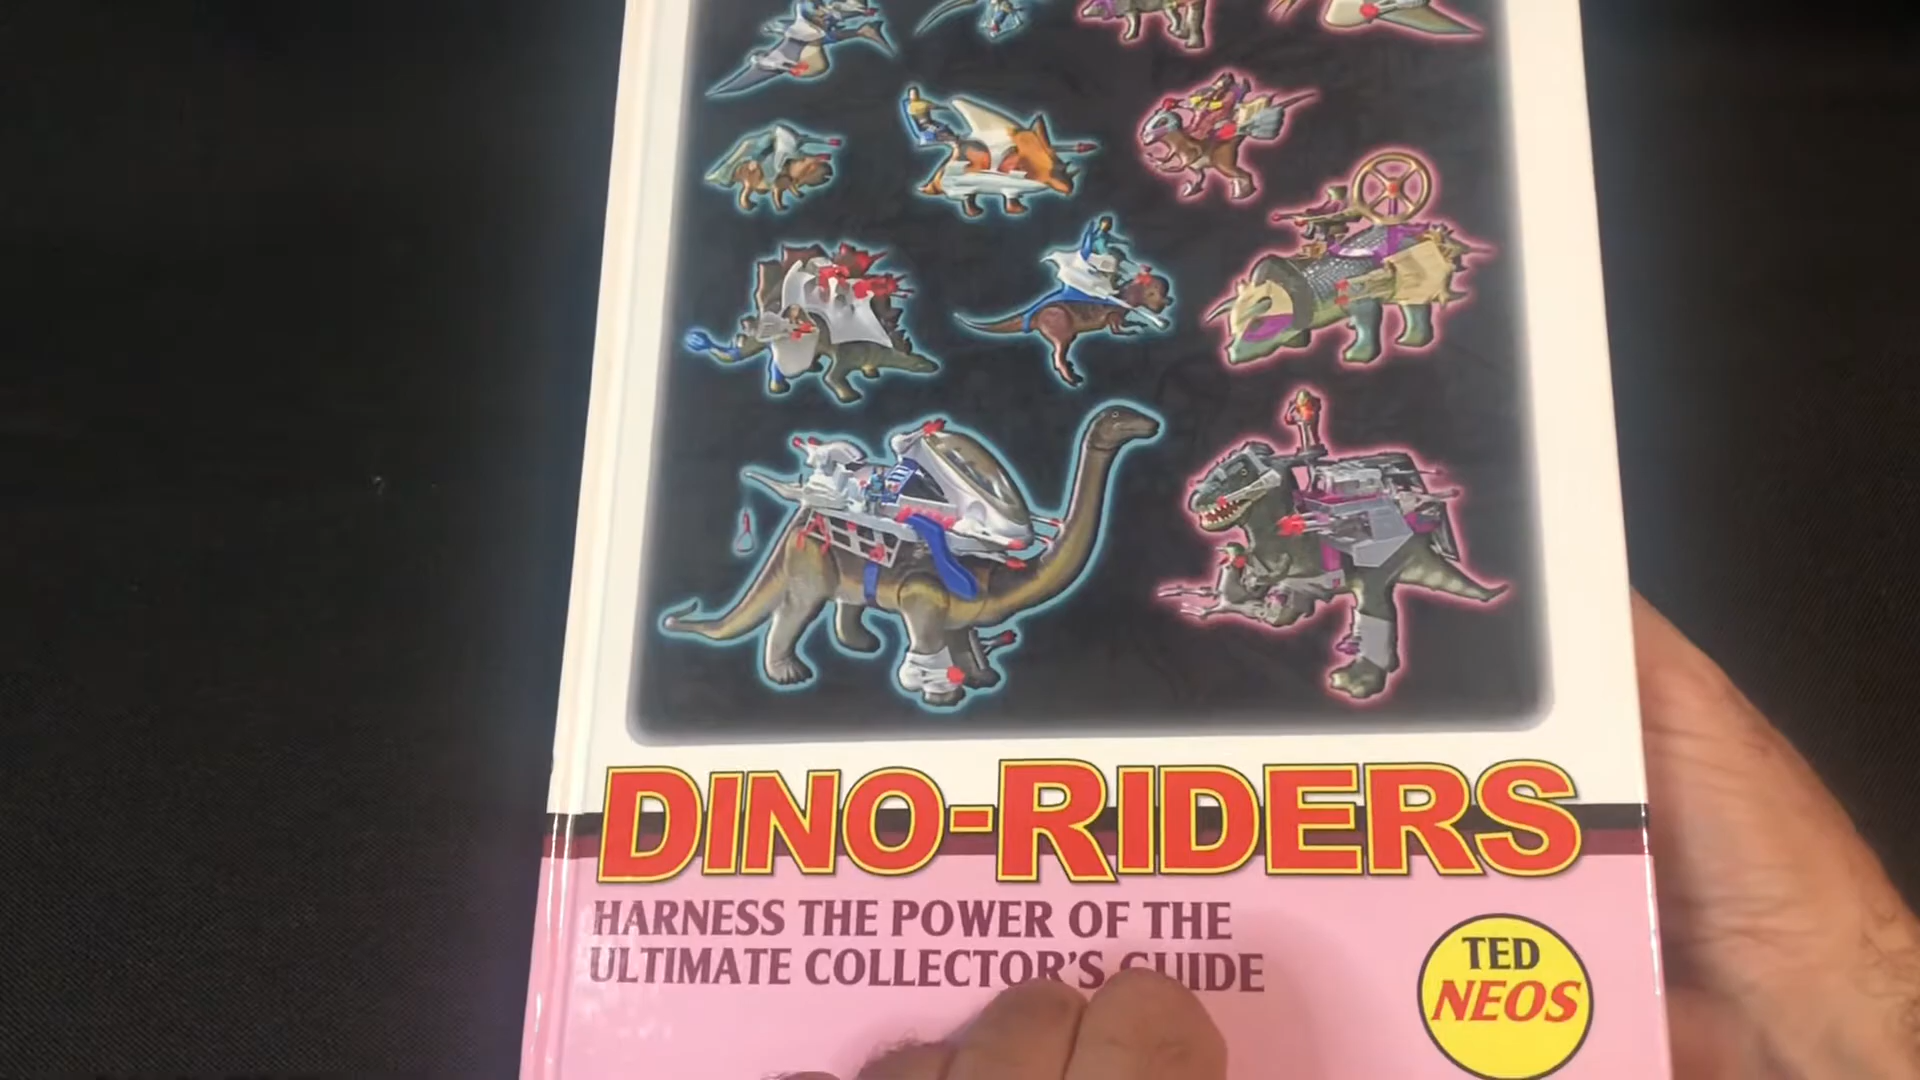 DINO-RIDERS
HARNESS THE POWER OF THE
ULTIMATE COLLECTOR'S GUIDE
TED
NEOS